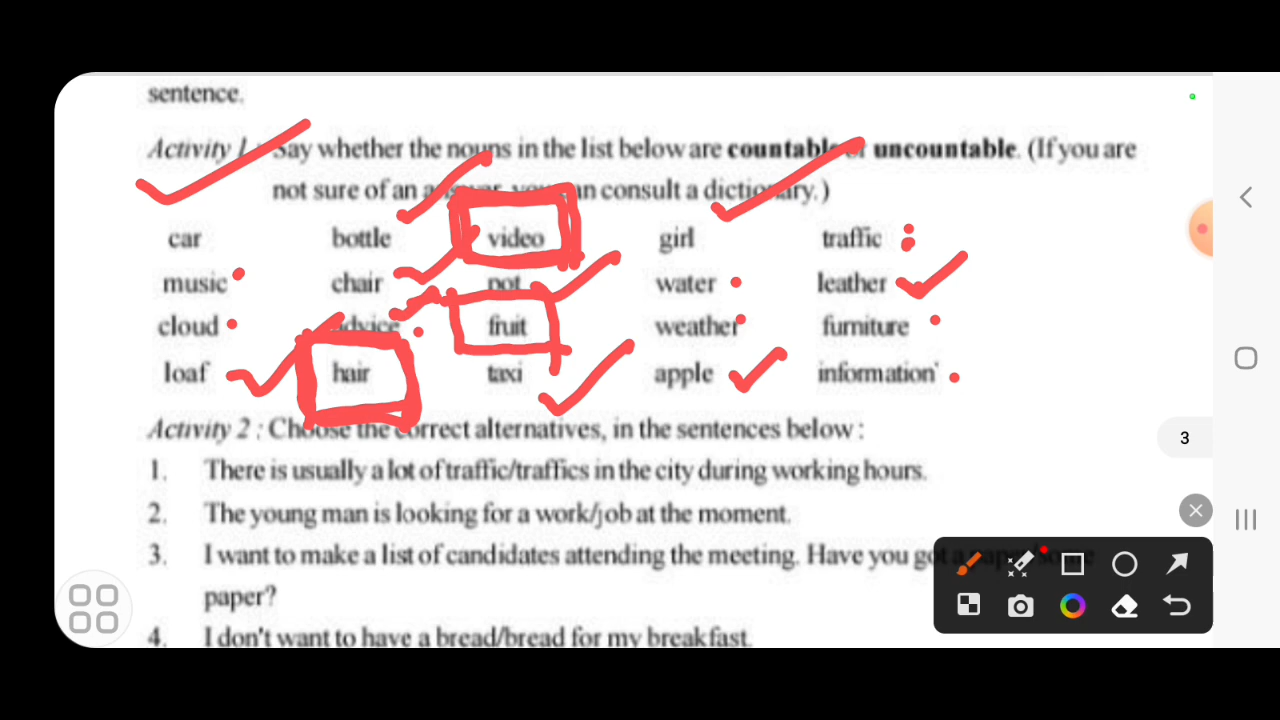 sentence.
Activity 1 : Say whether the nouns in the list below are countable or uncountable. (If you are
not sure of an answer, you can consult a dictionary.)
car bottle video girl traffic
music chair pot water leather
cloud advice fruit weather furniture
loaf hair taxi apple information
Activity 2 : Choose the correct alternatives, in the sentences below :
1. There is usually a lot of traffic/traffics in the city during working hours.
2. The young man is looking for a work/job at the moment.
3. I want to make a list of candidates attending the meeting. Have you got a
paper?
4. I don't want to have a bread/bread for my breakfast.
3